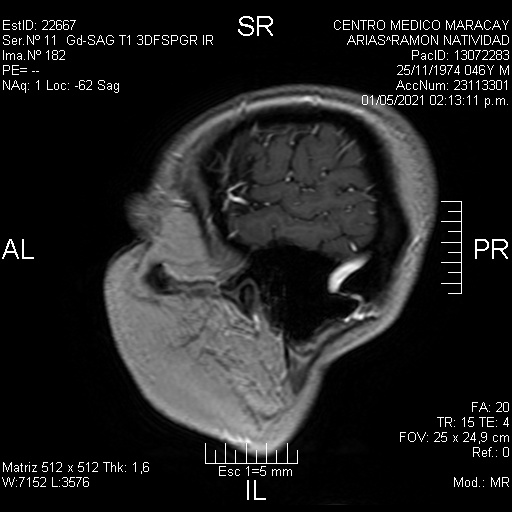 EstID: 22667
Ser.Nº 11 Gd-SAG T1 3DFSPGR IR
Ima.Nº 182
PE= --
NAq: 1 Loc: -62 Sag
SR
CENTRO MEDICO MARACAY
ARIAS^RAMON NATIVIDAD
PacID: 13072283
25/11/1974 046Y M
AccNum: 23113301
01/05/2021 02:13:11 p.m.
AL
PR
FA: 20
TR: 15 TE: 4
FOV: 25 x 24,9 cm
Ref.: 0
Matriz 512 x 512 Thk: 1,6
W:7152 L:3576
Esc 1=5 mm
IL
Mod.: MR